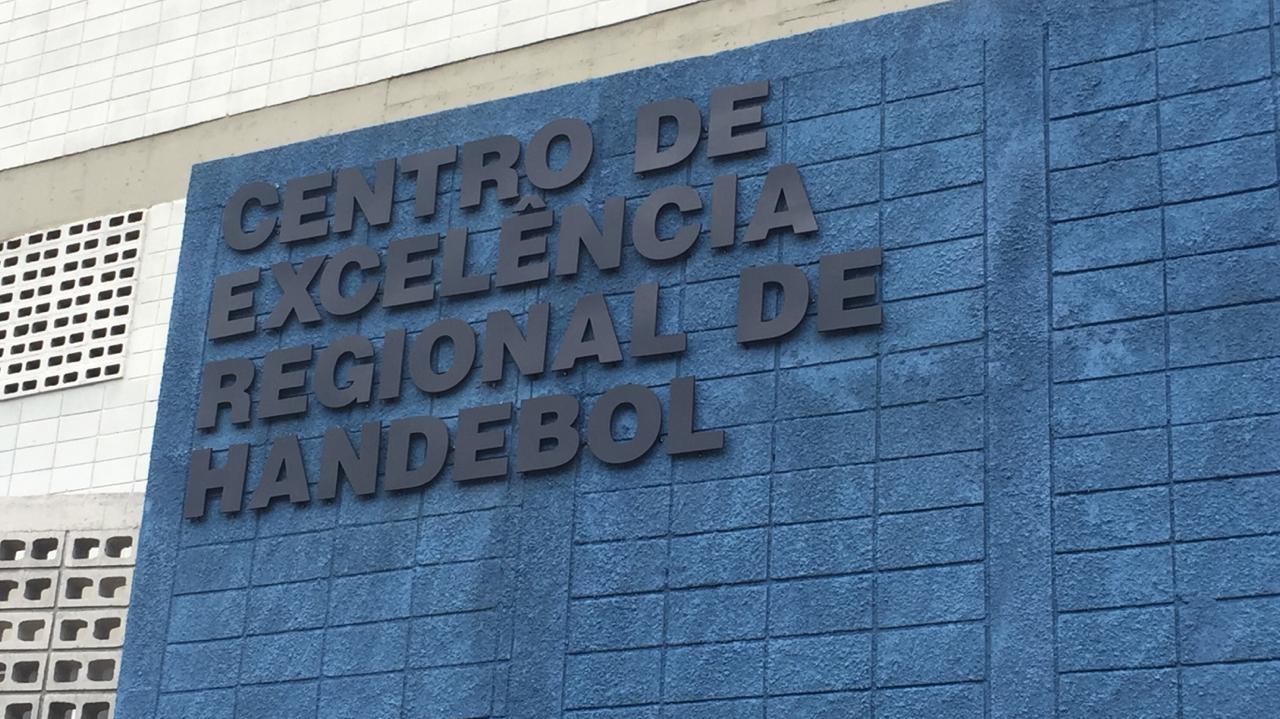 CENTRO DE
EXCELÊNCIA
REGIONAL DE
HANDEBOL